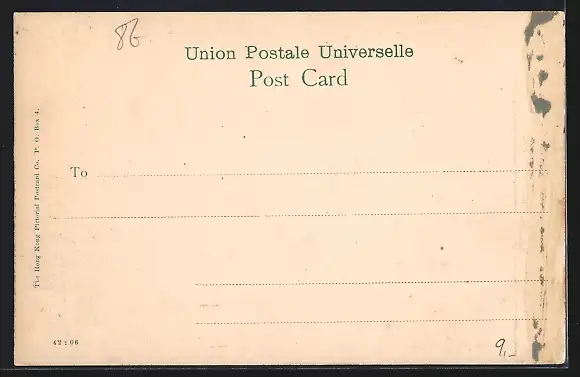 86
Union Postale Universelle
Post Card
To
The Hong Kong Pictorial Postcard Co. P. O. Box 4.
42 : 06
9,-